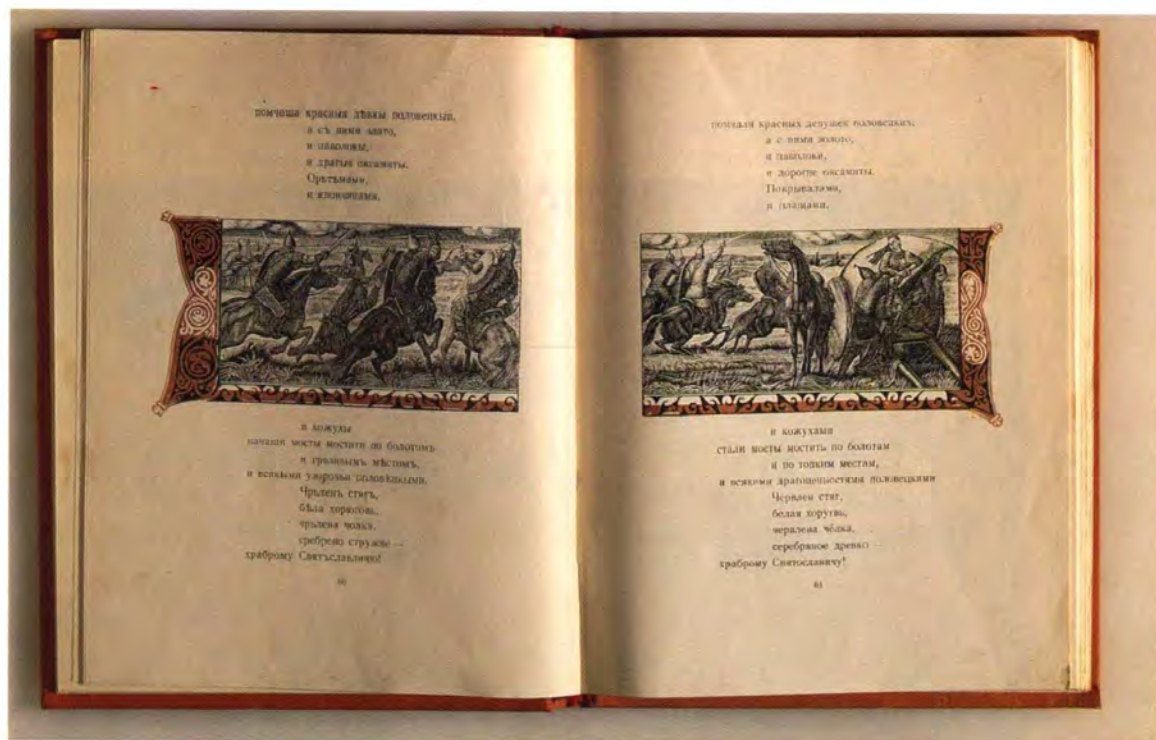 помчаша красныя дѣвкы половецкыя,
а съ ними злато,
и паволокы,
и драгыя оксамиты.
Орьтъмами,
и япончицами,
и кожухы
начашя мосты мостити по болотомъ
и грязивымъ мѣстомъ,
и всякыми узорочьи половѣцкыми.
Чрьленъ стягъ,
бѣла хорюговь,
чрьлена чолка,
сребрено стружие —
храброму Святъславличю!
60
помчали красных девушек половецких,
а с ними золото,
и паволоки,
и дорогие оксамиты.
Покрывалами,
и плащами,
и кожухами
стали мосты мостить по болотам
и по топким местам,
и всякими драгоценностями половецкими
Червлен стяг,
белая хоругвь,
червлена чёлка,
серебряное древко —
храброму Святославичу!
61